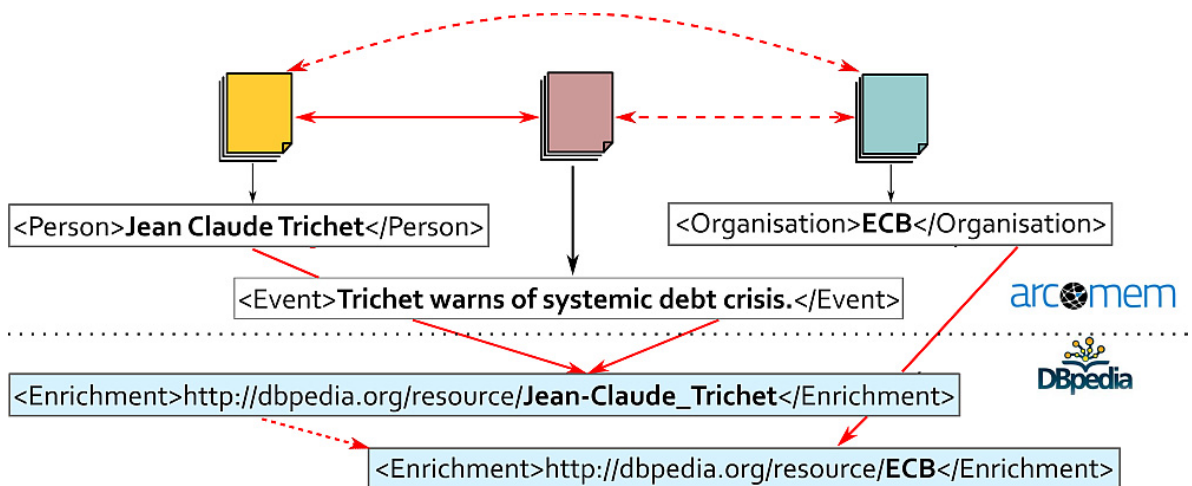 <Person>Jean Claude Trichet</Person>
<Organisation>ECB</Organisation>
<Event>Trichet warns of systemic debt crisis.</Event>
arcomem
DBpedia
<Enrichment>http://dbpedia.org/resource/Jean-Claude_Trichet</Enrichment>
<Enrichment>http://dbpedia.org/resource/ECB</Enrichment>